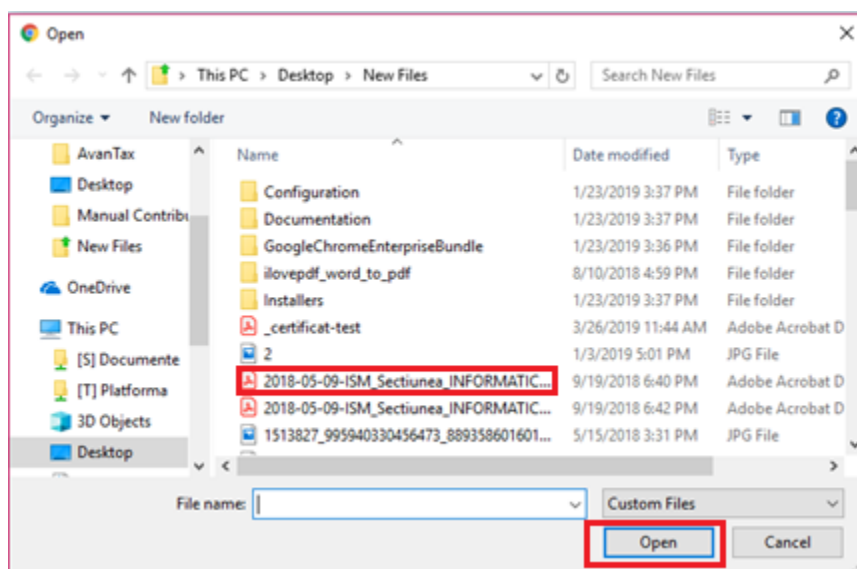 Open
This PC > Desktop > New Files
Search New Files
Organize
New folder
Name
Date modified
Type
AvanTax
Desktop
Manual Contribu
New Files
OneDrive
This PC
[S] Documente
[T] Platforma
3D Objects
Desktop
Configuration 1/23/2019 3:37 PM File folder
Documentation 1/23/2019 3:37 PM File folder
GoogleChromeEnterpriseBundle 1/23/2019 3:36 PM File folder
ilovepdf_word_to_pdf 8/10/2018 4:59 PM File folder
Installers 1/23/2019 3:37 PM File folder
_certificat-test 3/26/2019 11:44 AM Adobe Acrobat D
2 1/3/2019 5:01 PM JPG File
2018-05-09-ISM_Sectiunea_INFORMATIC... 9/19/2018 6:40 PM Adobe Acrobat D
2018-05-09-ISM_Sectiunea_INFORMATIC... 9/19/2018 6:42 PM Adobe Acrobat D
1513827_995940330456473_889358601601... 5/15/2018 3:31 PM JPG File
File name:
Custom Files
Open
Cancel